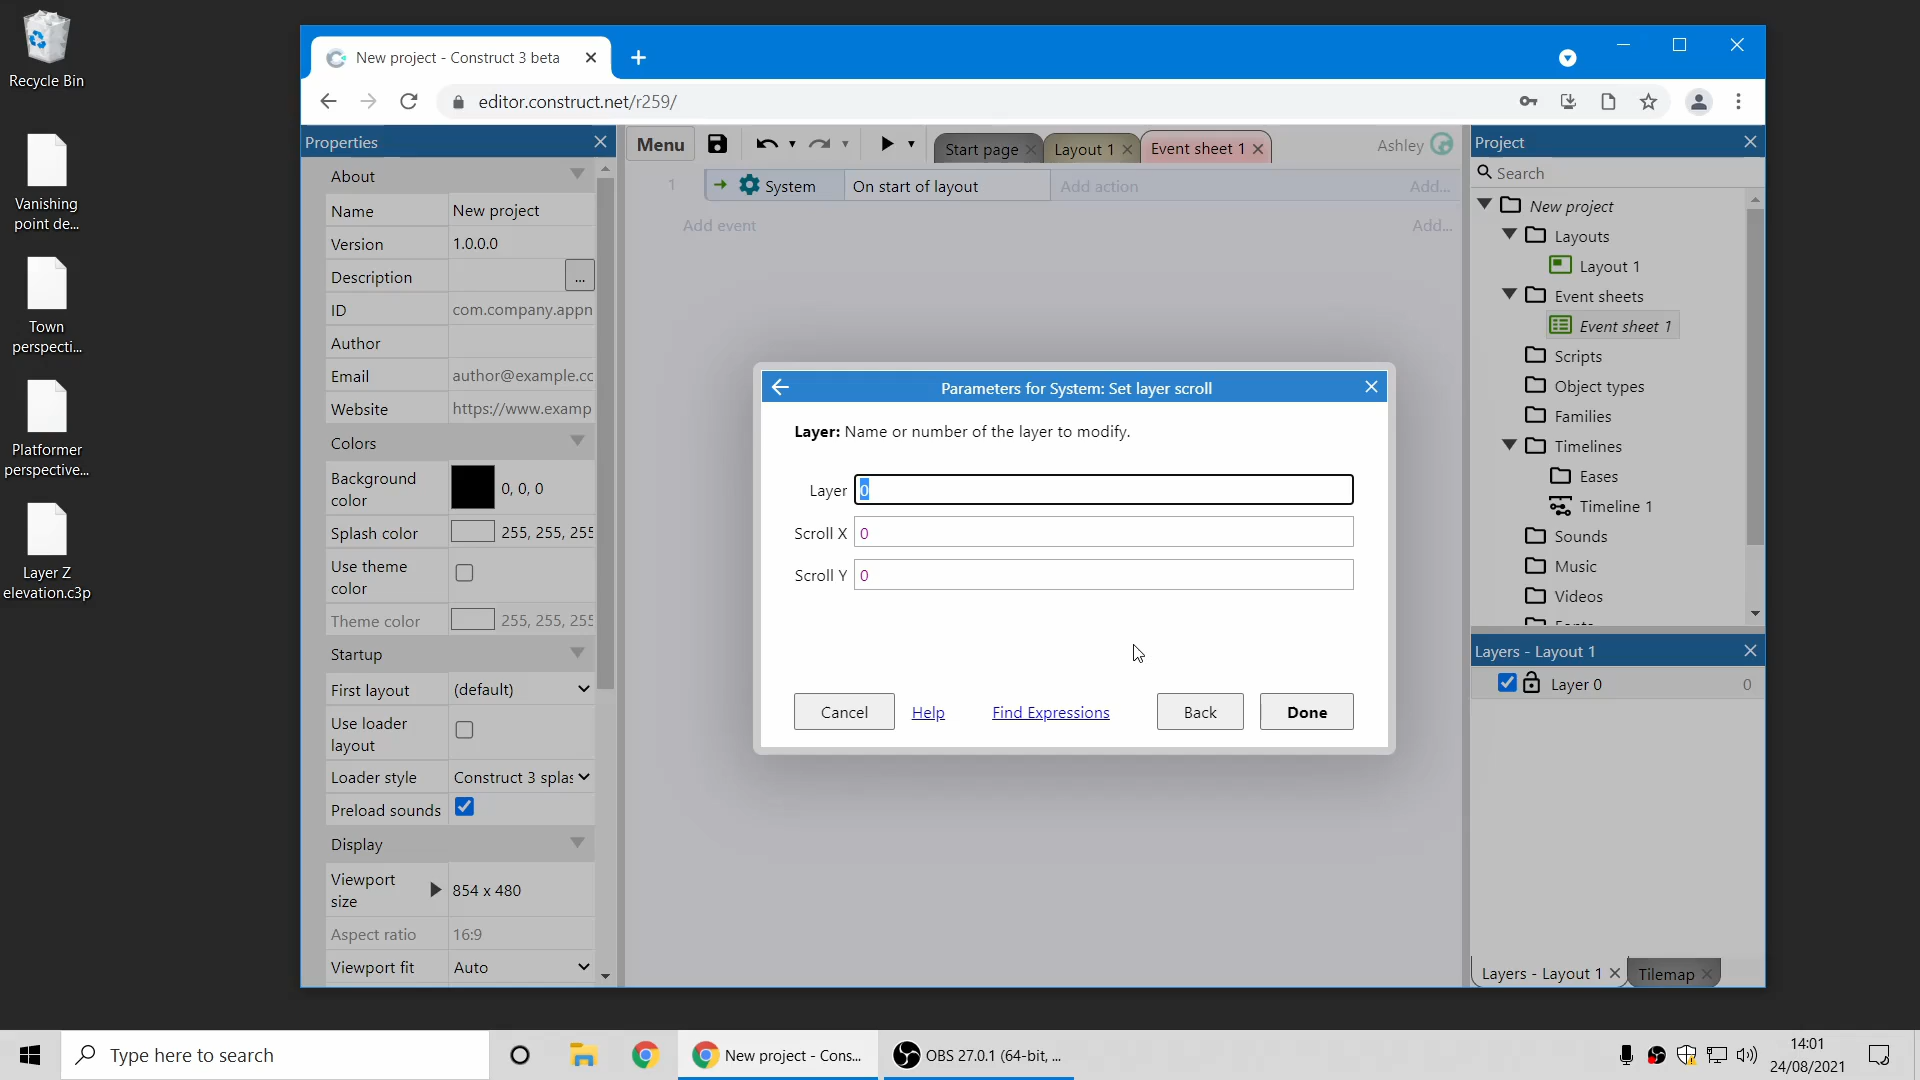 Recycle Bin
Vanishing
point de...
Town
perspecti...
Platformer
perspective...
Layer Z
elevation.c3p
New project - Construct 3 beta
editor.construct.net/r259/
Properties
About
Name New project
Version 1.0.0.0
Description ...
ID com.company.appn
Author
Email author@example.cc
Website https://www.examp
Colors
Background
color 0, 0, 0
Splash color 255, 255, 255
Use theme
color
Theme color 255, 255, 255
Startup
First layout (default)
Use loader
layout
Loader style Construct 3 splas
Preload sounds
Display
Viewport
size 854 x 480
Aspect ratio 16:9
Viewport fit Auto
Menu
Start page
Layout 1
Event sheet 1
Ashley
1 System On start of layout Add action Add...
Add event Add...
Parameters for System: Set layer scroll
Layer: Name or number of the layer to modify.
Layer 0
Scroll X 0
Scroll Y 0
Cancel Help Find Expressions Back Done
Project
Search
New project
Layouts
Layout 1
Event sheets
Event sheet 1
Scripts
Object types
Families
Timelines
Eases
Timeline 1
Sounds
Music
Videos
Fonts
Layers - Layout 1
Layer 0 0
Layers - Layout 1 Tilemap
Type here to search
New project - Cons...
OBS 27.0.1 (64-bit, ...
14:01
24/08/2021